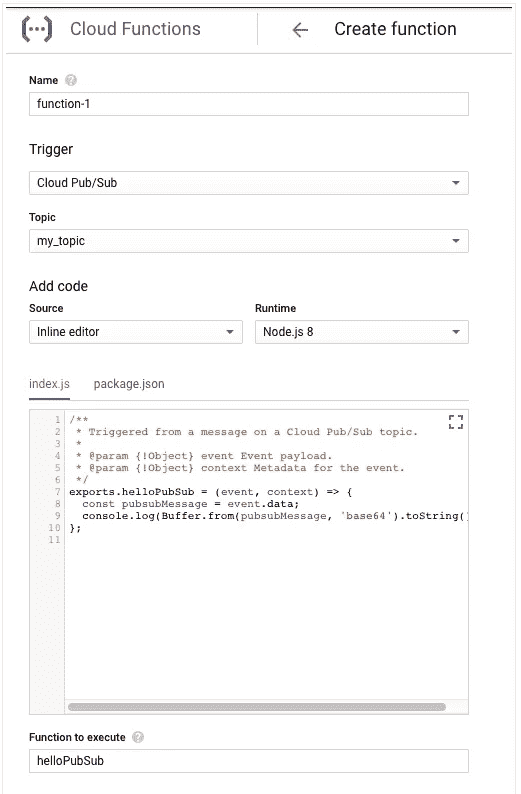 (···) Cloud Functions ← Create function
Name ?
function-1
Trigger
Cloud Pub/Sub
Topic
my_topic
Add code
Source Runtime
Inline editor Node.js 8
index.js package.json
1 /**
2 * Triggered from a message on a Cloud Pub/Sub topic.
3 *
4 * @param {!Object} event Event payload.
5 * @param {!Object} context Metadata for the event.
6 */
7 exports.helloPubSub = (event, context) => {
8 const pubsubMessage = event.data;
9 console.log(Buffer.from(pubsubMessage, 'base64').toString(
10 };
11
Function to execute ?
helloPubSub